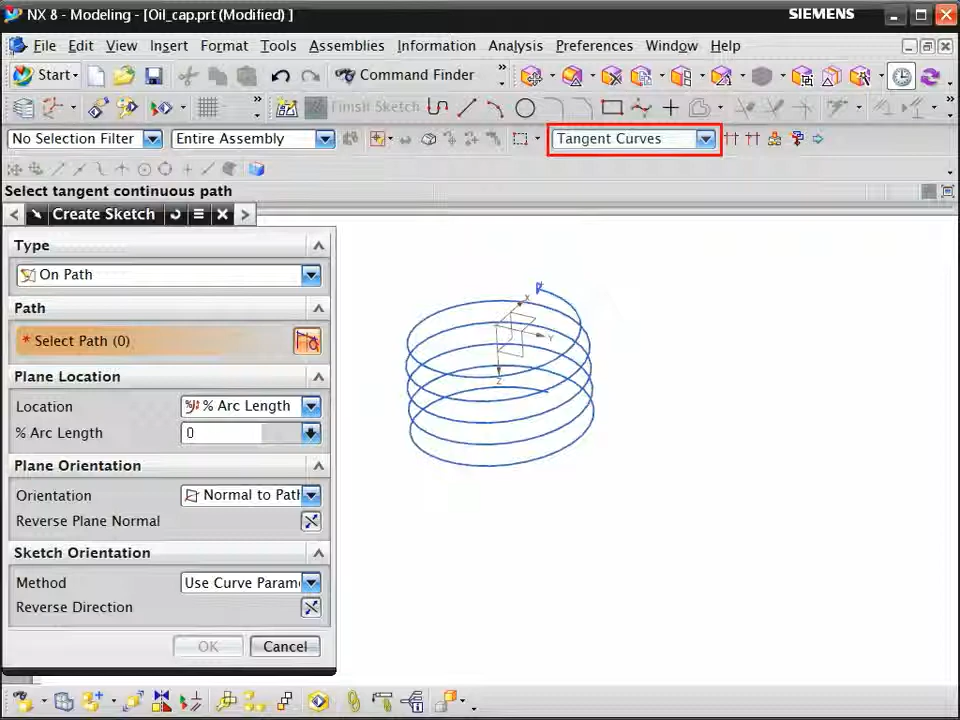 NX 8 - Modeling - [Oil_cap.prt (Modified) ]
SIEMENS
File Edit View Insert Format Tools Assemblies Information Analysis Preferences Window Help
Start Command Finder
Finish Sketch
No Selection Filter Entire Assembly Tangent Curves
Select tangent continuous path
Create Sketch
Type
On Path
Path
* Select Path (0)
Plane Location
Location % Arc Length
% Arc Length 0
Plane Orientation
Orientation Normal to Path
Reverse Plane Normal
Sketch Orientation
Method Use Curve Param
Reverse Direction
OK Cancel
X
Y
Z